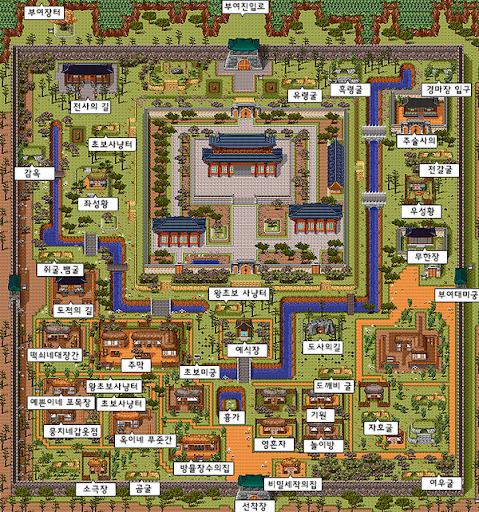 부여장터
부여진입로
전사의 길
유령굴
흑령굴
경마장 입구
초보사냥터
주술사의
감옥
전갈굴
좌성황
우성황
무한장
쥐굴,뱀굴
왕초보 사냥터
부여대미궁
도적의 길
떡쇠네대장간
주막
예식장
도사의길
초보미궁
왕초보사냥터
도깨비 굴
예쁜이네 포목장
초보사냥터
흉가
기원
자호굴
뭉치네갑옷점
옥이네 푸줏간
영혼자
놀이방
방물장수의집
소극장
곰굴
비밀세작의집
여우굴
선착장